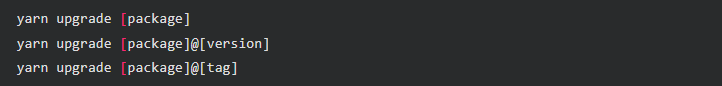 yarn upgrade [package]
yarn upgrade [package]@[version]
yarn upgrade [package]@[tag]